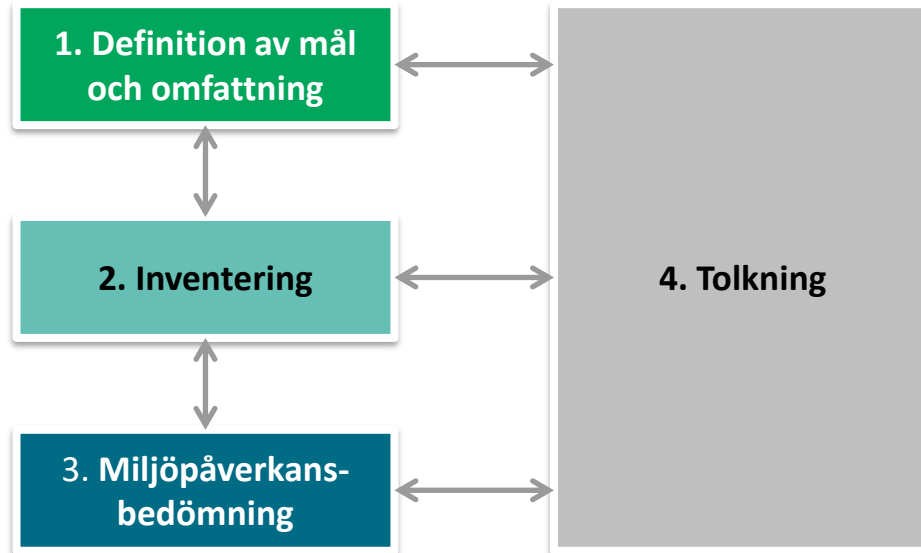 1. Definition av mål
och omfattning
2. Inventering
4. Tolkning
3. Miljöpåverkans-
bedömning